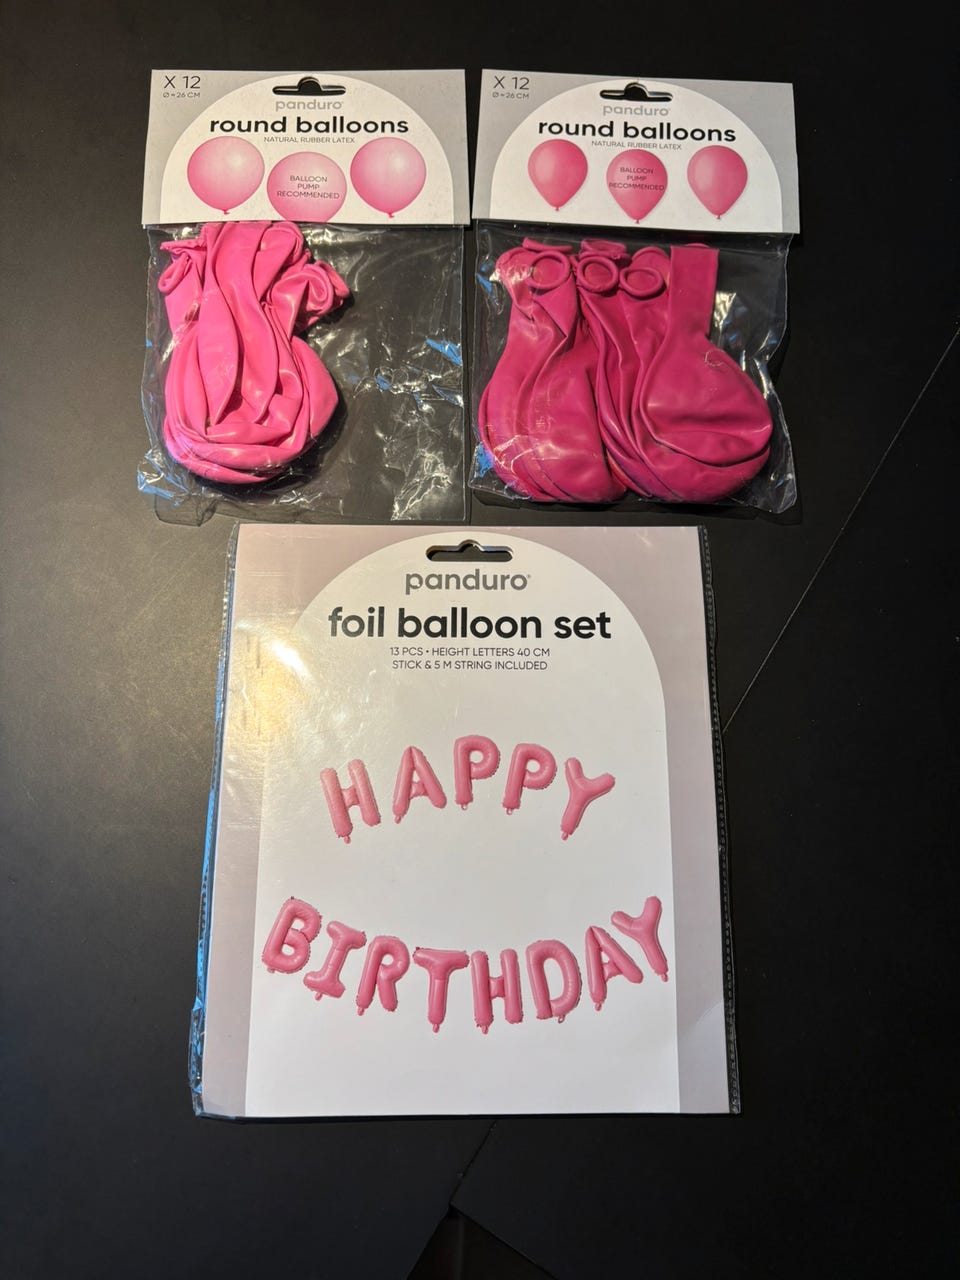 X 12
Ø ≈ 26 CM
panduro
round balloons
NATURAL RUBBER LATEX
BALLOON
PUMP
RECOMMENDED
X 12
Ø ≈ 26 CM
panduro
round balloons
NATURAL RUBBER LATEX
BALLOON
PUMP
RECOMMENDED
panduro
foil balloon set
13 PCS • HEIGHT LETTERS 40 CM
STICK & 5 M STRING INCLUDED
HAPPY
BIRTHDAY